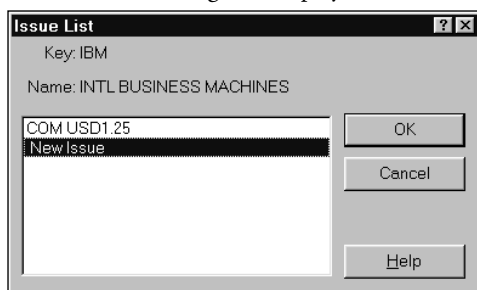 Issue List
Key: IBM
Name: INTL BUSINESS MACHINES
COM USD1.25
New Issue
OK
Cancel
Help